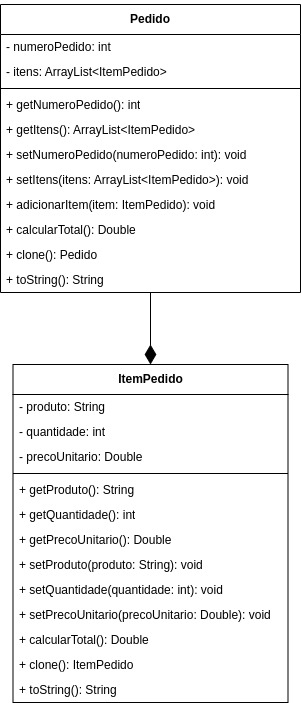 Pedido
- numeroPedido: int
- itens: ArrayList<ItemPedido>
+ getNumeroPedido(): int
+ getItens(): ArrayList<ItemPedido>
+ setNumeroPedido(numeroPedido: int): void
+ setItens(itens: ArrayList<ItemPedido>): void
+ adicionarItem(item: ItemPedido): void
+ calcularTotal(): Double
+ clone(): Pedido
+ toString(): String
ItemPedido
- produto: String
- quantidade: int
- precoUnitario: Double
+ getProduto(): String
+ getQuantidade(): int
+ getPrecoUnitario(): Double
+ setProduto(produto: String): void
+ setQuantidade(quantidade: int): void
+ setPrecoUnitario(precoUnitario: Double): void
+ calcularTotal(): Double
+ clone(): ItemPedido
+ toString(): String